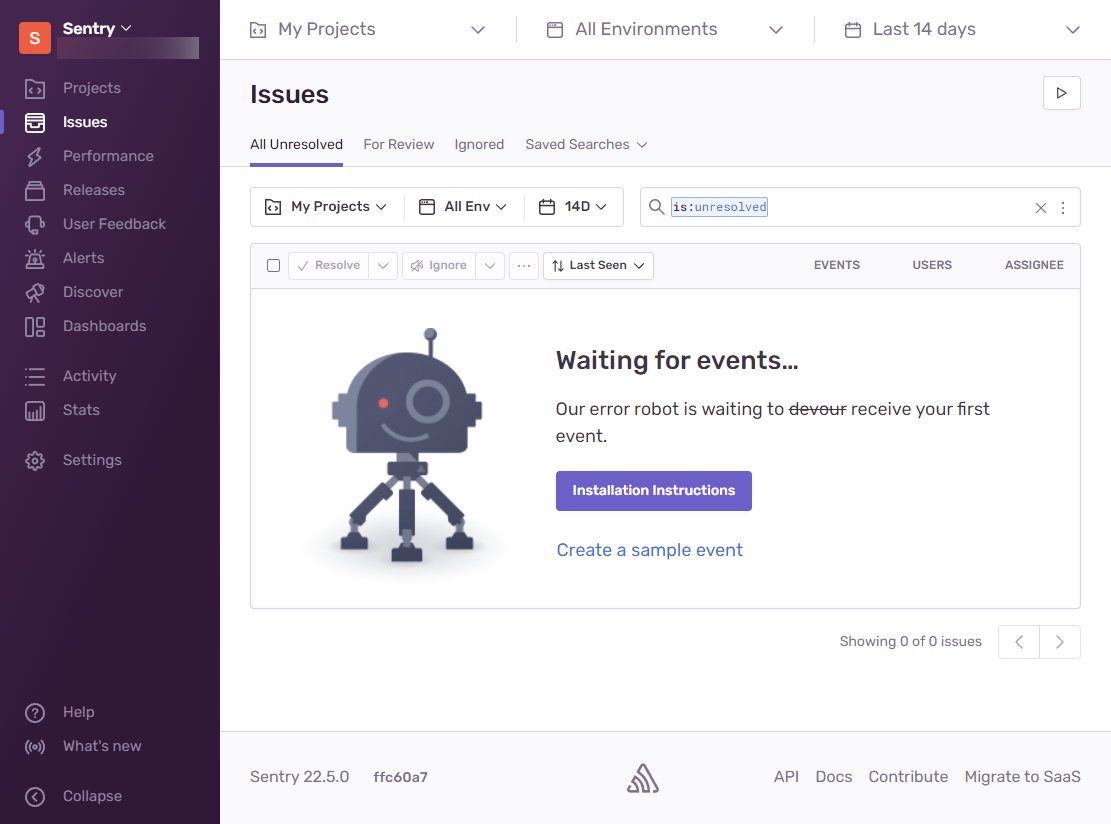 S
Sentry
Projects
Issues
Performance
Releases
User Feedback
Alerts
Discover
Dashboards
Activity
Stats
Settings
Help
What's new
Collapse
My Projects
All Environments
Last 14 days
Issues
All Unresolved For Review Ignored Saved Searches
My Projects All Env 14D is:unresolved
Resolve Ignore ... Last Seen EVENTS USERS ASSIGNEE
Waiting for events…
Our error robot is waiting to devour receive your first
event.
Installation Instructions
Create a sample event
Showing 0 of 0 issues
Sentry 22.5.0 ffc60a7 API Docs Contribute Migrate to SaaS